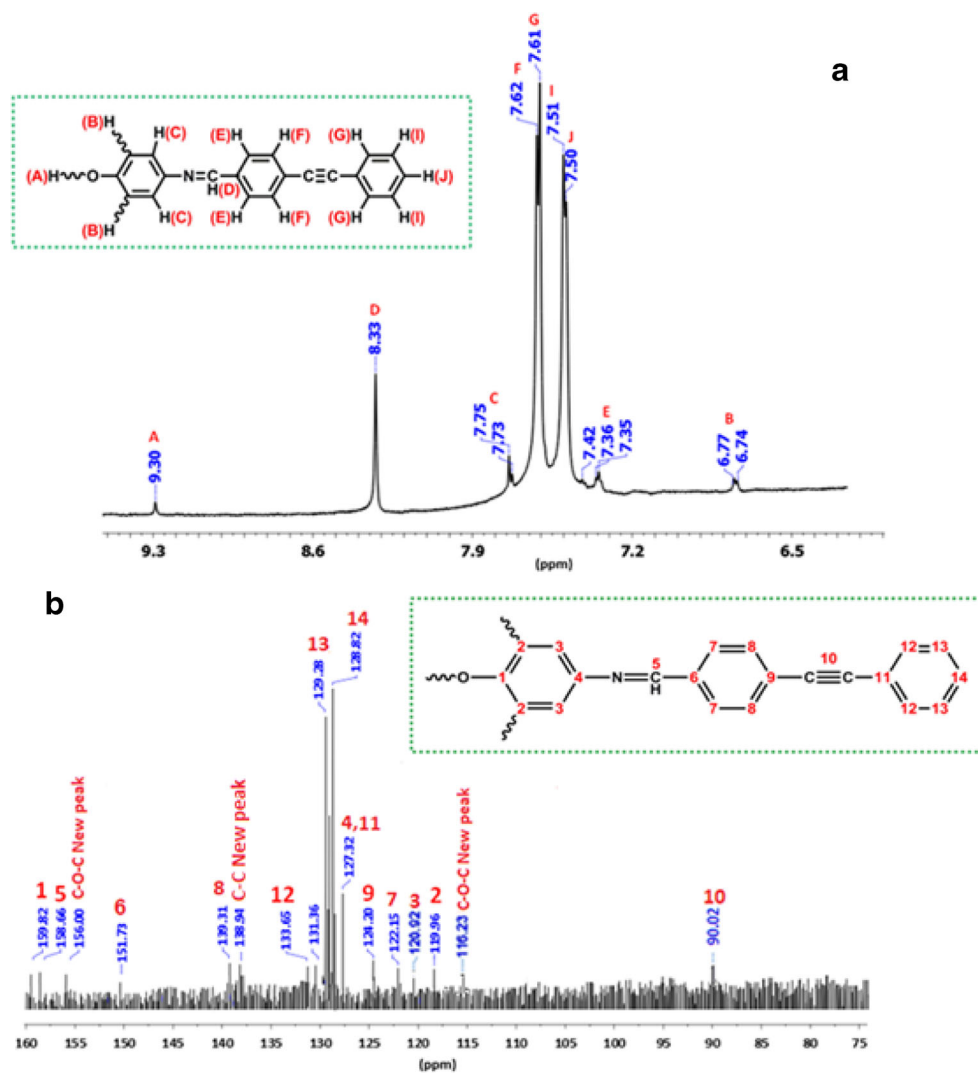 a
G
7.61
F
7.62
I
7.51
J
7.50
(B)H
H(C)
(E)H
H(F)
(G)H
H(I)
(A)H
O
N=C
H(D)
C≡C
H(J)
H(C)
(E)H
H(F)
(G)H
H(I)
(B)H
D
8.33
A
9.30
C
7.75
7.73
7.42
E
7.36
7.35
B
6.77
6.74
9.3
8.6
7.9
7.2
6.5
(ppm)
b
13
129.28
14
128.82
2
3
7
8
10
12
13
O
1
4
N
5
H
6
9
11
14
2
3
7
8
12
13
1
159.82
5
158.66
C-O-C New peak
156.00
6
151.73
8
139.31
C-C New peak
138.94
12
133.65
131.36
4,11
127.32
9
124.20
7
122.15
3
120.92
2
119.96
C-O-C New peak
116.23
10
90.02
160
155
150
145
140
135
130
125
120
115
110
105
100
95
90
85
80
75
(ppm)